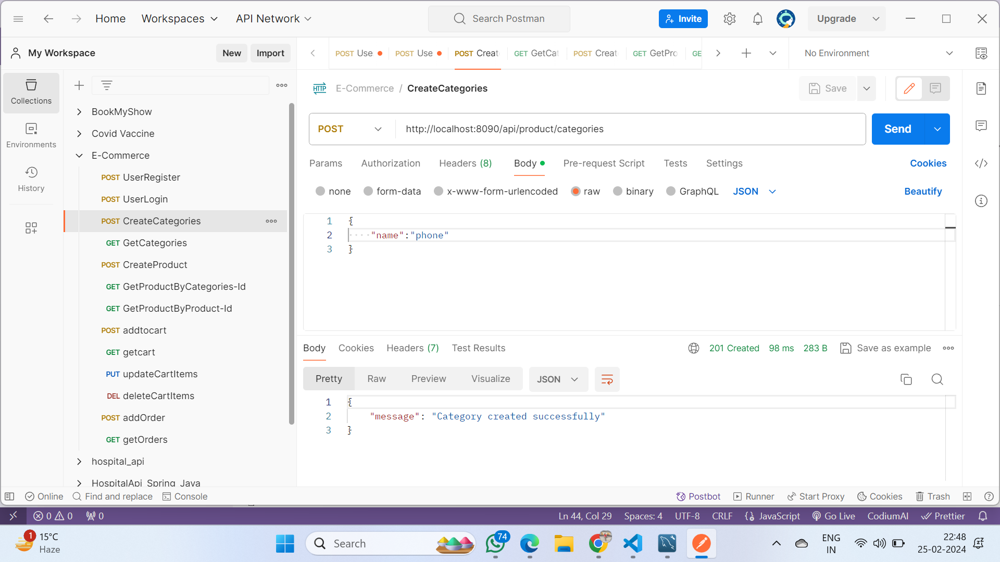 Home
Workspaces
API Network
Search Postman
Invite
Upgrade
My Workspace
New
Import
POST Use
POST Use
POST Creat
GET GetCat
POST Creat
GET GetPro
GE
No Environment
Collections
Environments
History
BookMyShow
Covid Vaccine
E-Commerce
POST UserRegister
POST UserLogin
POST CreateCategories
GET GetCategories
POST CreateProduct
GET GetProductByCategories-Id
GET GetProductByProduct-Id
POST addtocart
GET getcart
PUT updateCartItems
DEL deleteCartItems
POST addOrder
GET getOrders
hospital_api
HospitalApi_Spring_Java
HTTP E-Commerce / CreateCategories
Save
POST
http://localhost:8090/api/product/categories
Send
Params
Authorization
Headers (8)
Body
Pre-request Script
Tests
Settings
Cookies
none
form-data
x-www-form-urlencoded
raw
binary
GraphQL
JSON
Beautify
1 {
2 ····"name":"phone"
3 }
Body
Cookies
Headers (7)
Test Results
201 Created
98 ms
283 B
Save as example
Pretty
Raw
Preview
Visualize
JSON
1 {
2 "message": "Category created successfully"
3 }
Online
Find and replace
Console
Postbot
Runner
Start Proxy
Cookies
Trash
0 0
0
Ln 44, Col 29
Spaces: 4
UTF-8
CRLF
JavaScript
Go Live
CodiumAI
Prettier
1
15°C
Haze
Search
74
ENG
IN
22:48
25-02-2024